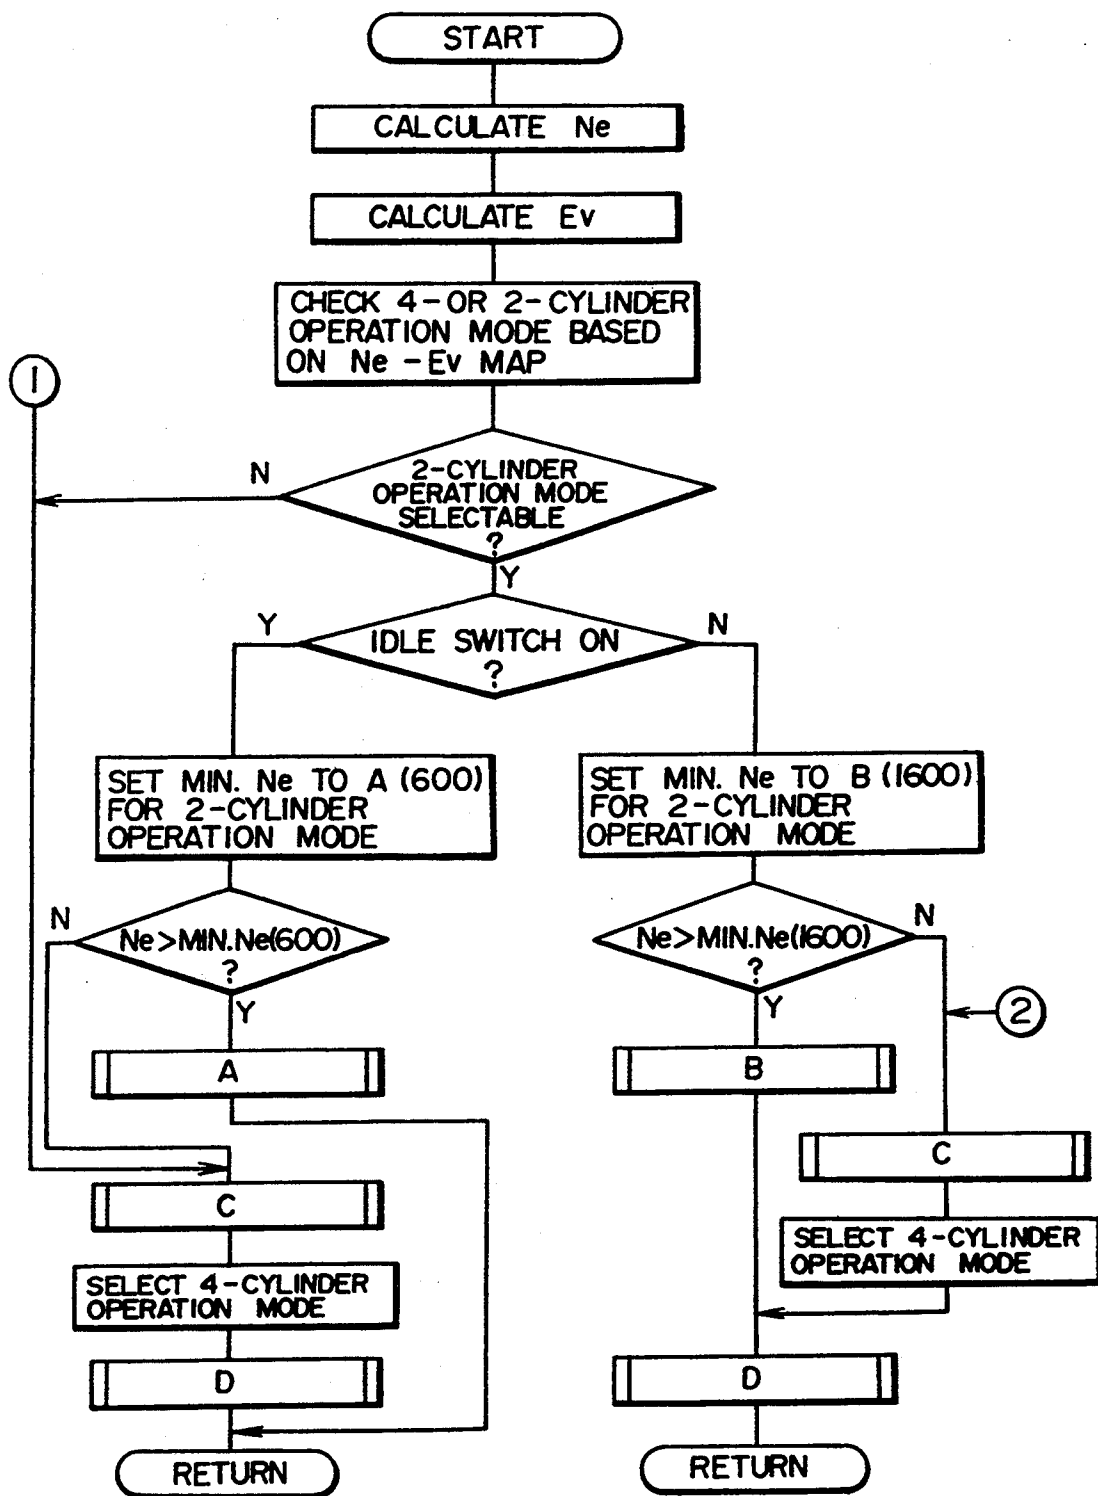 START
CALCULATE Ne
CALCULATE Ev
CHECK 4-OR 2-CYLINDER
OPERATION MODE BASED
ON Ne-Ev MAP
1
N
2-CYLINDER
OPERATION MODE
SELECTABLE
?
Y
Y
IDLE SWITCH ON
?
N
SET MIN. Ne TO A (600)
FOR 2-CYLINDER
OPERATION MODE
SET MIN. Ne TO B (1600)
FOR 2-CYLINDER
OPERATION MODE
N
Ne>MIN.Ne(600)
?
Y
Ne>MIN.Ne(1600)
?
N
Y
2
A
B
C
C
SELECT 4-CYLINDER
OPERATION MODE
SELECT 4-CYLINDER
OPERATION MODE
D
D
RETURN
RETURN